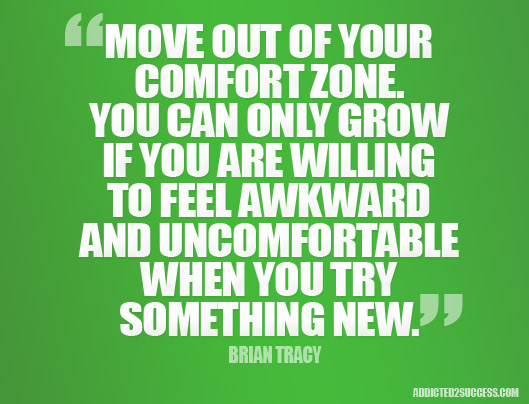 “MOVE OUT OF YOUR
COMFORT ZONE.
YOU CAN ONLY GROW
IF YOU ARE WILLING
TO FEEL AWKWARD
AND UNCOMFORTABLE
WHEN YOU TRY
SOMETHING NEW.”
BRIAN TRACY
ADDICTED2SUCCESS.COM